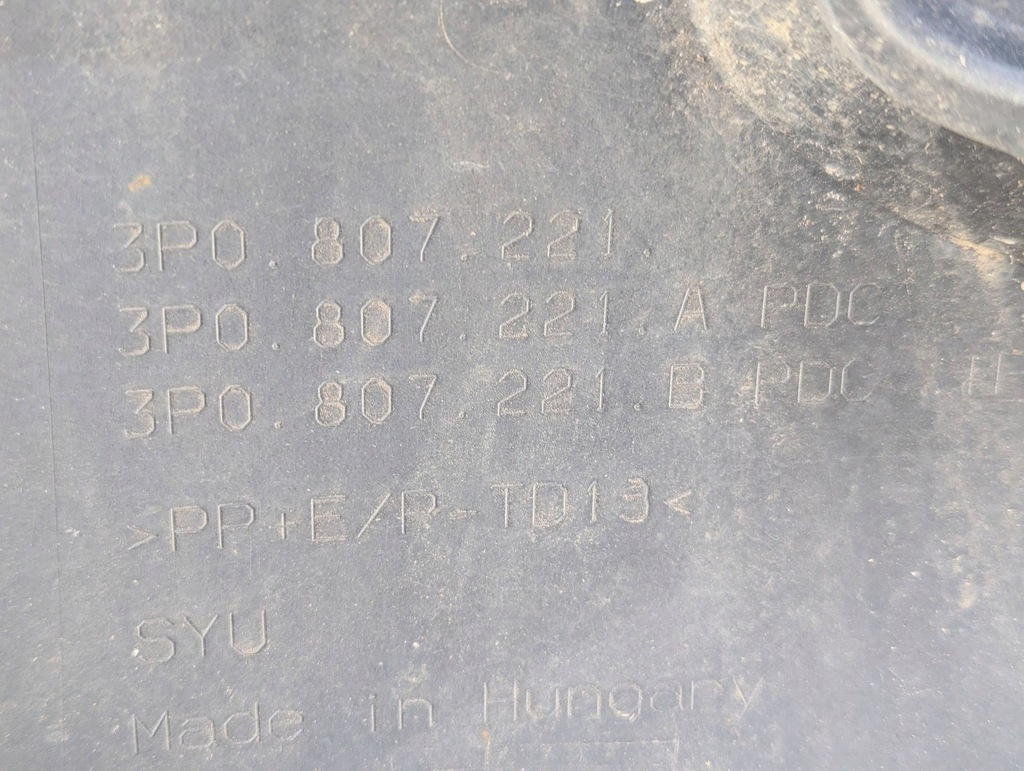 3P0.807.221.
3P0.807.221.A PDC
3P0.807.221.B PDC
>PP+E/P-TD13<
SYU
Made in Hungary